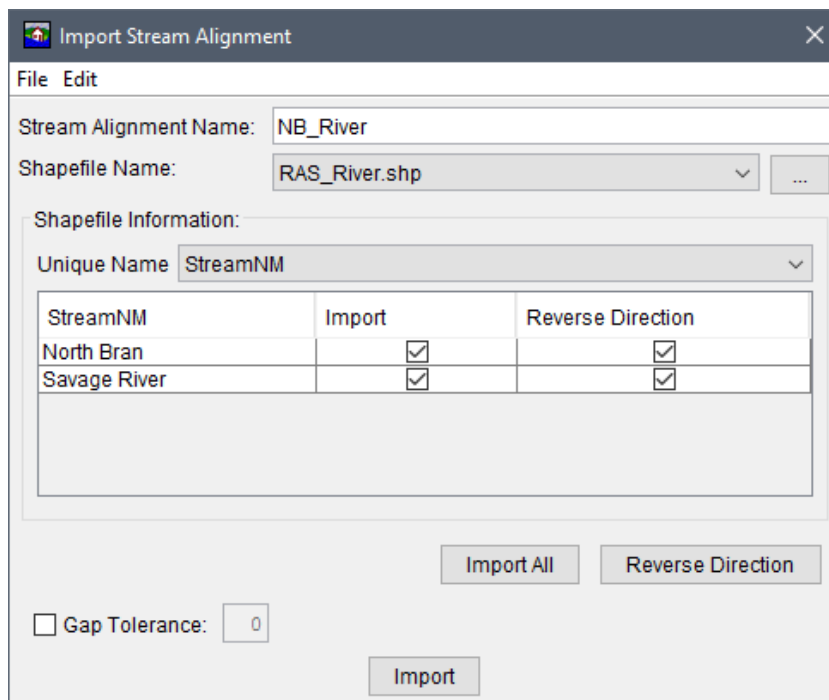 Import Stream Alignment
File Edit
Stream Alignment Name: NB_River
Shapefile Name: RAS_River.shp ...
Shapefile Information:
Unique Name StreamNM
StreamNM Import Reverse Direction
North Bran
Savage River
Import All Reverse Direction
Gap Tolerance: 0
Import